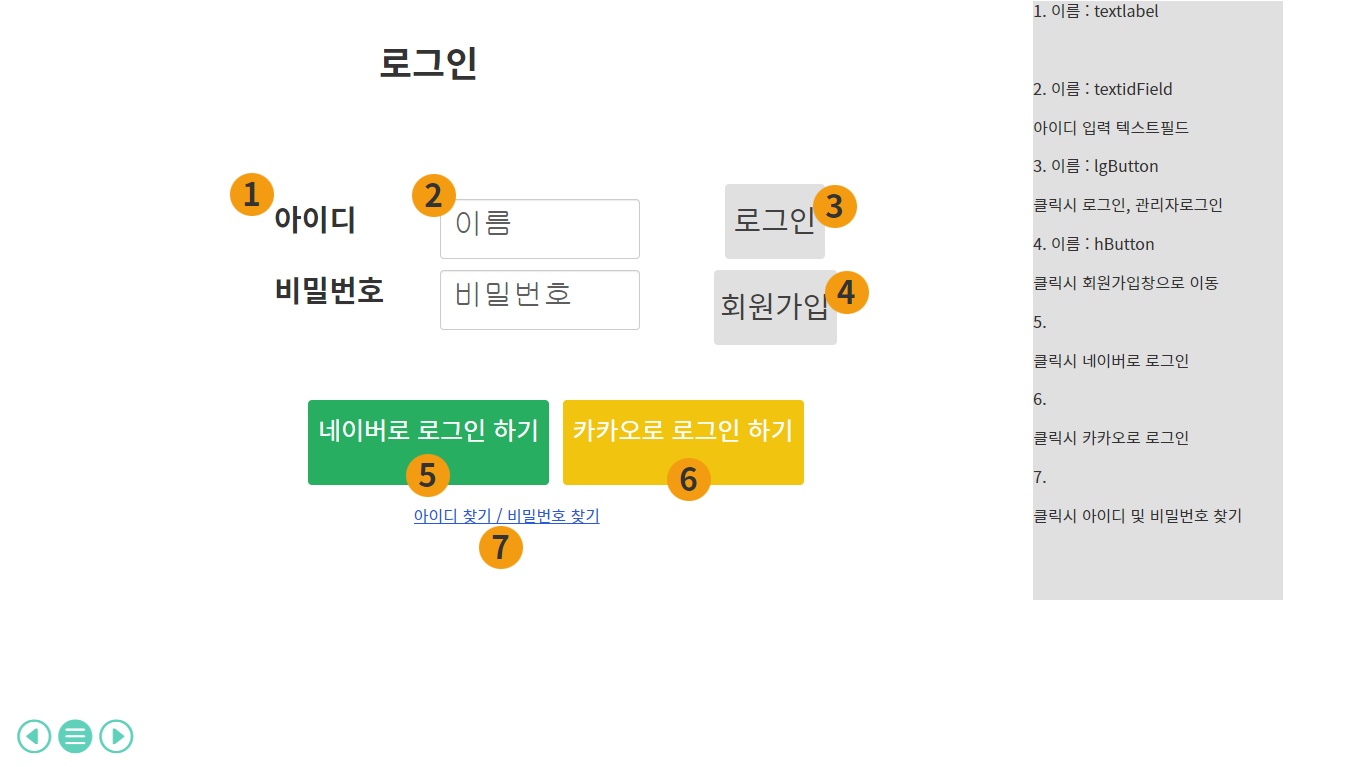 로그인
1
아이디
2
이름
로그인
3
비밀번호
비밀번호
회원가입
4
네이버로 로그인 하기
5
카카오로 로그인 하기
6
아이디 찾기 / 비밀번호 찾기
7
1. 이름 : textlabel
2. 이름 : textidField
아이디 입력 텍스트필드
3. 이름 : lgButton
클릭시 로그인, 관리자로그인
4. 이름 : hButton
클릭시 회원가입창으로 이동
5.
클릭시 네이버로 로그인
6.
클릭시 카카오로 로그인
7.
클릭시 아이디 및 비밀번호 찾기